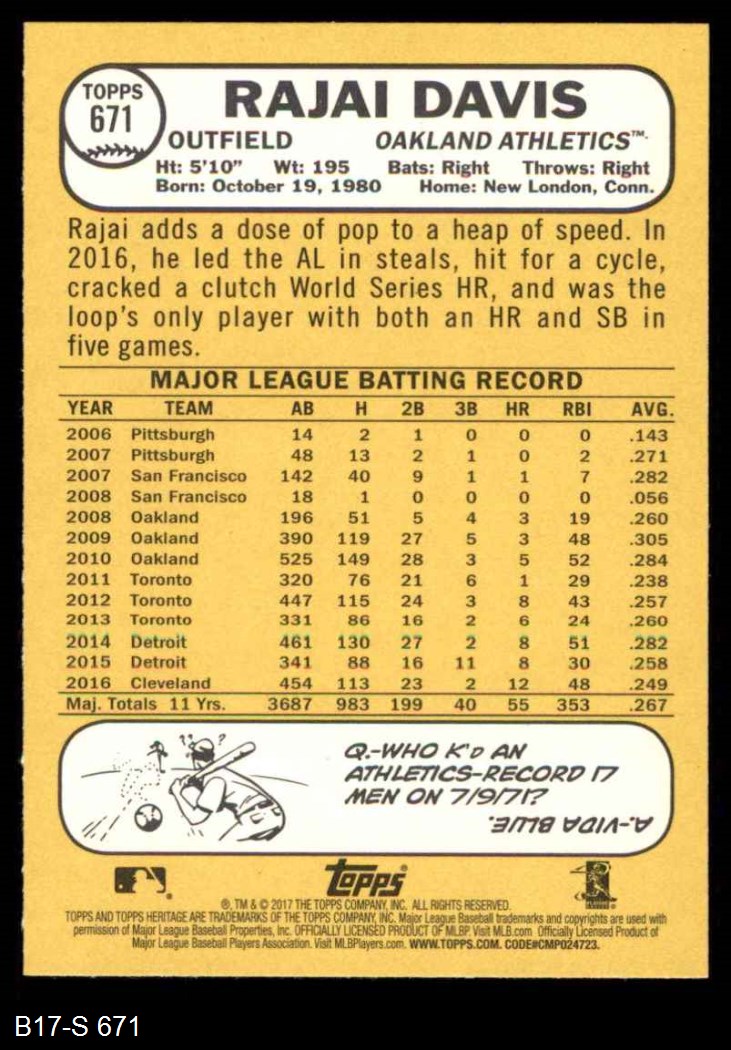 TOPPS
671
RAJAI DAVIS
OUTFIELD OAKLAND ATHLETICS™
Ht: 5'10" Wt: 195 Bats: Right Throws: Right
Born: October 19, 1980 Home: New London, Conn.
Rajai adds a dose of pop to a heap of speed. In
2016, he led the AL in steals, hit for a cycle,
cracked a clutch World Series HR, and was the
loop's only player with both an HR and SB in
five games.
MAJOR LEAGUE BATTING RECORD
YEAR TEAM AB H 2B 3B HR RBI AVG.
2006 Pittsburgh 14 2 1 0 0 0 .143
2007 Pittsburgh 48 13 2 1 0 2 .271
2007 San Francisco 142 40 9 1 1 7 .282
2008 San Francisco 18 1 0 0 0 0 .056
2008 Oakland 196 51 5 4 3 19 .260
2009 Oakland 390 119 27 5 3 48 .305
2010 Oakland 525 149 28 3 5 52 .284
2011 Toronto 320 76 21 6 1 29 .238
2012 Toronto 447 115 24 3 8 43 .257
2013 Toronto 331 86 16 2 6 24 .260
2014 Detroit 461 130 27 2 8 51 .282
2015 Detroit 341 88 16 11 8 30 .258
2016 Cleveland 454 113 23 2 12 48 .249
Maj. Totals 11 Yrs. 3687 983 199 40 55 353 .267
??
Q.-WHO K'D AN
ATHLETICS-RECORD 17
MEN ON 7/9/71?
A.-VIDA BLUE.
topps
®, TM & © 2017 THE TOPPS COMPANY, INC. ALL RIGHTS RESERVED.
TOPPS AND TOPPS HERITAGE ARE TRADEMARKS OF THE TOPPS COMPANY, INC. Major League Baseball trademarks and copyrights are used with
permission of Major League Baseball Properties, Inc. OFFICIALLY LICENSED PRODUCT OF MLBP. Visit MLB.com Officially Licensed Product of
Major League Baseball Players Association. Visit MLBPlayers.com. WWW.TOPPS.COM. CODE#CMP024723.
B17-S 671